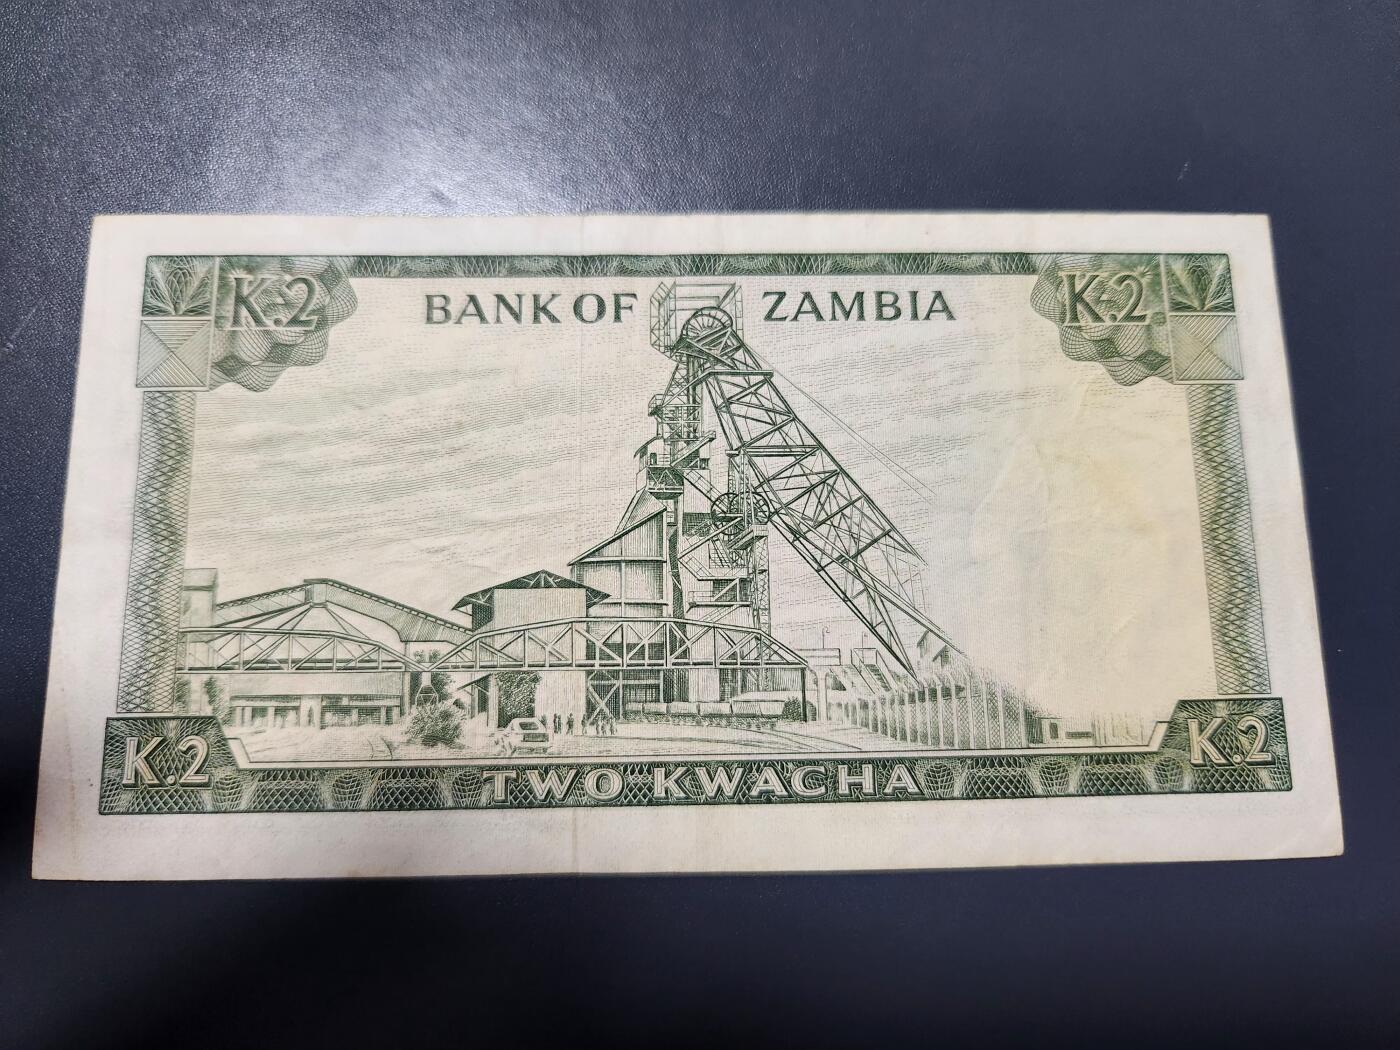 K.2 BANK OF ZAMBIA K.2
K.2 TWO KWACHA K.2